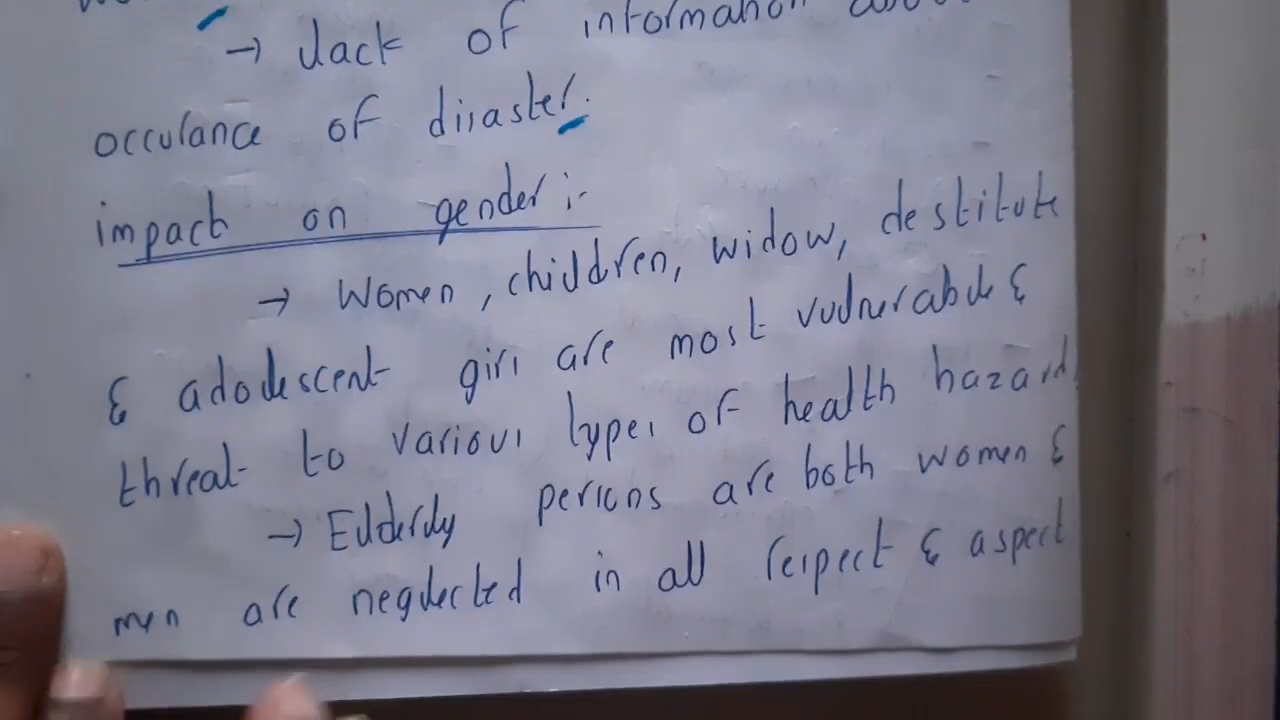 → lack of information
occurance of disaster.
impact on gender :-
→ Women, children, widow, destitute
& adolescent girl are most vulnerable &
threat to various types of health hazard
→ Elderly persons are both women &
men are neglected in all respect & aspect